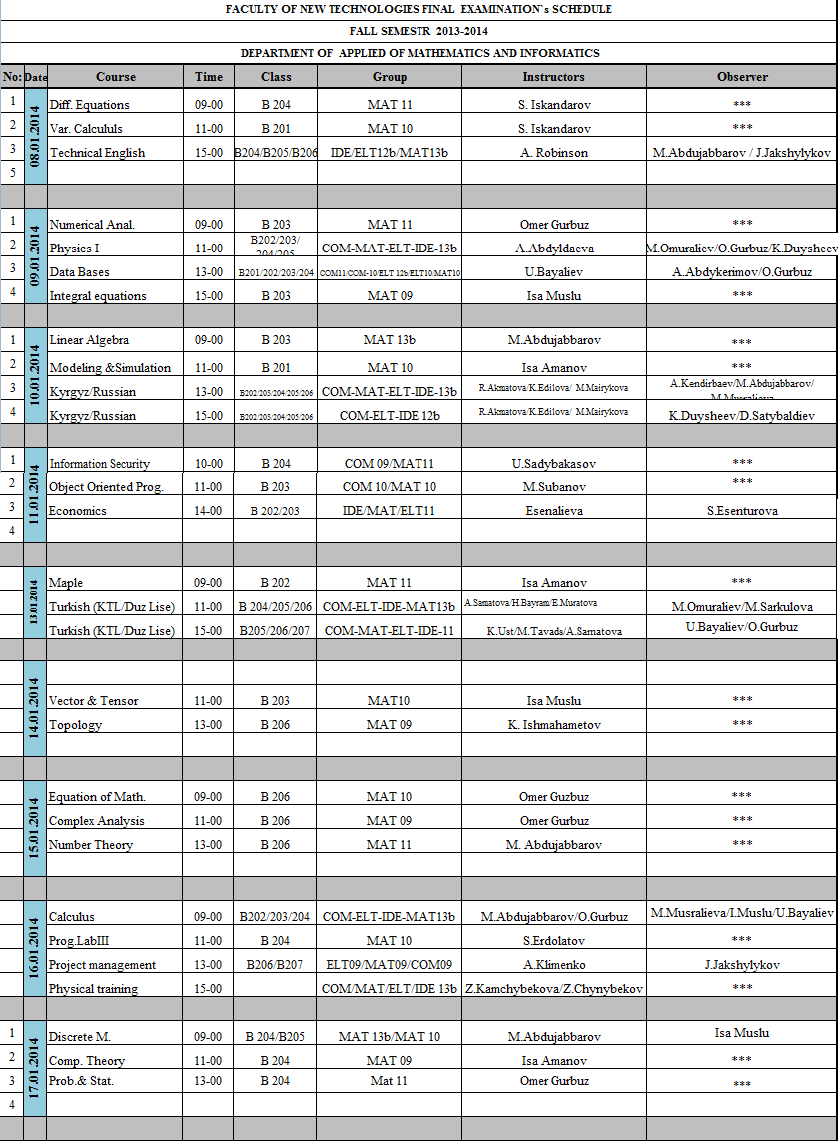 FACULTY OF NEW TECHNOLOGIES FINAL EXAMINATION`s SCHEDULE
FALL SEMESTR 2013-2014
DEPARTMENT OF APPLIED OF MATHEMATICS AND INFORMATICS
No: Date Course Time Class Group Instructors Observer
08.01.2014
1 Diff. Equations 09-00 B 204 MAT 11 S. Iskandarov ***
2 Var. Calcululs 11-00 B 201 MAT 10 S. Iskandarov ***
3 Technical English 15-00 B204/B205/B206 IDE/ELT12b/MAT13b A. Robinson M.Abdujabbarov / J.Jakshylykov
5
09.01.2014
1 Numerical Anal. 09-00 B 203 MAT 11 Omer Gurbuz ***
2 Physics I 11-00 B202/203/ 204/205 COM-MAT-ELT-IDE-13b A.Abdyldaeva M.Omuraliev/O.Gurbuz/K.Duysheev
3 Data Bases 13-00 B201/202/203/204 COM11/COM-10/ELT 12b/ELT10/MAT10 U.Bayaliev A.Abdykerimov/O.Gurbuz
4 Integral equations 15-00 B 203 MAT 09 Isa Muslu ***
10.01.2014
1 Linear Algebra 09-00 B 203 MAT 13b M.Abdujabbarov ***
2 Modeling &Simulation 11-00 B 201 MAT 10 Isa Amanov ***
3 Kyrgyz/Russian 13-00 B202/203/204/205/206 COM-MAT-ELT-IDE-13b R.Akmatova/K.Edilova/ M.Mairykova A.Kendirbaev/M.Abdujabbarov/ M.Musralieva
4 Kyrgyz/Russian 15-00 B202/203/204/205/206 COM-ELT-IDE 12b R.Akmatova/K.Edilova/ M.Mairykova K.Duysheev/D.Satybaldiev
11.01.2014
1 Information Security 10-00 B 204 COM 09/MAT11 U.Sadybakasov ***
2 Object Oriented Prog. 11-00 B 203 COM 10/MAT 10 M.Subanov ***
3 Economics 14-00 B 202/203 IDE/MAT/ELT11 Esenalieva S.Esenturova
4
13.01.2014
Maple 09-00 B 202 MAT 11 Isa Amanov ***
Turkish (KTL/Duz Lise) 11-00 B 204/205/206 COM-ELT-IDE-MAT13b A.Samatova/H.Bayram/E.Muratova M.Omuraliev/M.Sarkulova
Turkish (KTL/Duz Lise) 15-00 B205/206/207 COM-MAT-ELT-IDE-11 K.Ust/M.Tavads/A.Samatova U.Bayaliev/O.Gurbuz
14.01.2014
Vector & Tensor 11-00 B 203 MAT10 Isa Muslu ***
Topology 13-00 B 206 MAT 09 K. Ishmahametov ***
15.01.2014
Equation of Math. 09-00 B 206 MAT 10 Omer Guzbuz ***
Complex Analysis 11-00 B 206 MAT 09 Omer Gurbuz ***
Number Theory 13-00 B 206 MAT 11 M. Abdujabbarov ***
16.01.2014
Calculus 09-00 B202/203/204 COM-ELT-IDE-MAT13b M.Abdujabbarov/O.Gurbuz M.Musralieva/I.Muslu/U.Bayaliev
Prog.LabIII 11-00 B 204 MAT 10 S.Erdolatov ***
Project management 13-00 B206/B207 ELT09/MAT09/COM09 A.Klimenko J.Jakshylykov
Physical training 15-00 COM/MAT/ELT/IDE 13b Z.Kamchybekova/Z.Chynybekov ***
17.01.2014
1 Discrete M. 09-00 B 204/B205 MAT 13b/MAT 10 M.Abdujabbarov Isa Muslu
2 Comp. Theory 11-00 B 204 MAT 09 Isa Amanov ***
3 Prob.& Stat. 13-00 B 204 Mat 11 Omer Gurbuz ***
4